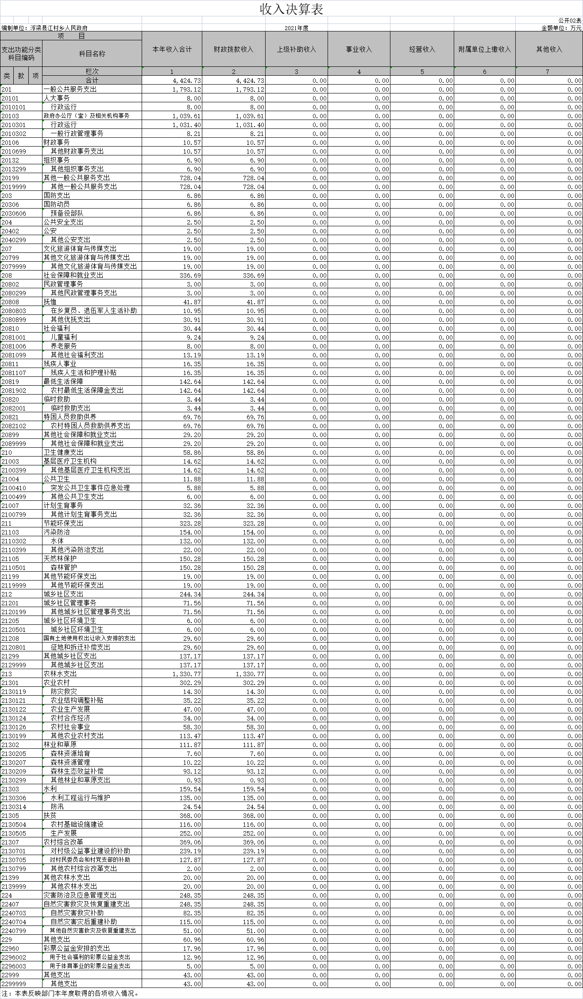 收入决算表
公开02表
编制单位：浮梁县江村乡人民政府 2021年度 金额单位：万元
项 目 本年收入合计 财政拨款收入 上级补助收入 事业收入 经营收入 附属单位上缴收入 其他收入
支出功能分类科目编码 科目名称
类 款 项 栏次 1 2 3 4 5 6 7
合计 4,424.73 4,424.73 0.00 0.00 0.00 0.00 0.00
201 一般公共服务支出 1,793.12 1,793.12 0.00 0.00 0.00 0.00 0.00
20101 人大事务 8.00 8.00 0.00 0.00 0.00 0.00 0.00
2010101 行政运行 8.00 8.00 0.00 0.00 0.00 0.00 0.00
20103 政府办公厅（室）及相关机构事务 1,039.61 1,039.61 0.00 0.00 0.00 0.00 0.00
2010301 行政运行 1,031.40 1,031.40 0.00 0.00 0.00 0.00 0.00
2010302 一般行政管理事务 8.21 8.21 0.00 0.00 0.00 0.00 0.00
20106 财政事务 10.57 10.57 0.00 0.00 0.00 0.00 0.00
2010699 其他财政事务支出 10.57 10.57 0.00 0.00 0.00 0.00 0.00
20132 组织事务 6.90 6.90 0.00 0.00 0.00 0.00 0.00
2013299 其他组织事务支出 6.90 6.90 0.00 0.00 0.00 0.00 0.00
20199 其他一般公共服务支出 728.04 728.04 0.00 0.00 0.00 0.00 0.00
2019999 其他一般公共服务支出 728.04 728.04 0.00 0.00 0.00 0.00 0.00
203 国防支出 6.86 6.86 0.00 0.00 0.00 0.00 0.00
20306 国防动员 6.86 6.86 0.00 0.00 0.00 0.00 0.00
2030606 预备役部队 6.86 6.86 0.00 0.00 0.00 0.00 0.00
204 公共安全支出 2.50 2.50 0.00 0.00 0.00 0.00 0.00
20402 公安 2.50 2.50 0.00 0.00 0.00 0.00 0.00
2040299 其他公安支出 2.50 2.50 0.00 0.00 0.00 0.00 0.00
207 文化旅游体育与传媒支出 19.00 19.00 0.00 0.00 0.00 0.00 0.00
20799 其他文化旅游体育与传媒支出 19.00 19.00 0.00 0.00 0.00 0.00 0.00
2079999 其他文化旅游体育与传媒支出 19.00 19.00 0.00 0.00 0.00 0.00 0.00
208 社会保障和就业支出 336.69 336.69 0.00 0.00 0.00 0.00 0.00
20802 民政管理事务 3.00 3.00 0.00 0.00 0.00 0.00 0.00
2080299 其他民政管理事务支出 3.00 3.00 0.00 0.00 0.00 0.00 0.00
20808 抚恤 41.87 41.87 0.00 0.00 0.00 0.00 0.00
2080803 在乡复员、退伍军人生活补助 10.95 10.95 0.00 0.00 0.00 0.00 0.00
2080899 其他优抚支出 30.91 30.91 0.00 0.00 0.00 0.00 0.00
20810 社会福利 30.44 30.44 0.00 0.00 0.00 0.00 0.00
2081001 儿童福利 9.24 9.24 0.00 0.00 0.00 0.00 0.00
2081006 养老服务 8.00 8.00 0.00 0.00 0.00 0.00 0.00
2081099 其他社会福利支出 13.19 13.19 0.00 0.00 0.00 0.00 0.00
20811 残疾人事业 16.35 16.35 0.00 0.00 0.00 0.00 0.00
2081107 残疾人生活和护理补贴 16.35 16.35 0.00 0.00 0.00 0.00 0.00
20819 最低生活保障 142.64 142.64 0.00 0.00 0.00 0.00 0.00
2081902 农村最低生活保障金支出 142.64 142.64 0.00 0.00 0.00 0.00 0.00
20820 临时救助 3.44 3.44 0.00 0.00 0.00 0.00 0.00
2082001 临时救助支出 3.44 3.44 0.00 0.00 0.00 0.00 0.00
20821 特困人员救助供养 69.76 69.76 0.00 0.00 0.00 0.00 0.00
2082102 农村特困人员救助供养支出 69.76 69.76 0.00 0.00 0.00 0.00 0.00
20899 其他社会保障和就业支出 29.20 29.20 0.00 0.00 0.00 0.00 0.00
2089999 其他社会保障和就业支出 29.20 29.20 0.00 0.00 0.00 0.00 0.00
210 卫生健康支出 58.86 58.86 0.00 0.00 0.00 0.00 0.00
21003 基层医疗卫生机构 14.62 14.62 0.00 0.00 0.00 0.00 0.00
2100399 其他基层医疗卫生机构支出 14.62 14.62 0.00 0.00 0.00 0.00 0.00
21004 公共卫生 11.88 11.88 0.00 0.00 0.00 0.00 0.00
2100410 突发公共卫生事件应急处理 5.88 5.88 0.00 0.00 0.00 0.00 0.00
2100499 其他公共卫生支出 6.00 6.00 0.00 0.00 0.00 0.00 0.00
21007 计划生育事务 32.36 32.36 0.00 0.00 0.00 0.00 0.00
2100799 其他计划生育事务支出 32.36 32.36 0.00 0.00 0.00 0.00 0.00
211 节能环保支出 323.28 323.28 0.00 0.00 0.00 0.00 0.00
21103 污染防治 154.00 154.00 0.00 0.00 0.00 0.00 0.00
2110302 水体 132.00 132.00 0.00 0.00 0.00 0.00 0.00
2110399 其他污染防治支出 22.00 22.00 0.00 0.00 0.00 0.00 0.00
21105 天然林保护 150.28 150.28 0.00 0.00 0.00 0.00 0.00
2110501 森林管护 150.28 150.28 0.00 0.00 0.00 0.00 0.00
21199 其他节能环保支出 19.00 19.00 0.00 0.00 0.00 0.00 0.00
2119999 其他节能环保支出 19.00 19.00 0.00 0.00 0.00 0.00 0.00
212 城乡社区支出 244.34 244.34 0.00 0.00 0.00 0.00 0.00
21201 城乡社区管理事务 71.56 71.56 0.00 0.00 0.00 0.00 0.00
2120199 其他城乡社区管理事务支出 71.56 71.56 0.00 0.00 0.00 0.00 0.00
21205 城乡社区环境卫生 6.00 6.00 0.00 0.00 0.00 0.00 0.00
2120501 城乡社区环境卫生 6.00 6.00 0.00 0.00 0.00 0.00 0.00
21208 国有土地使用权出让收入安排的支出 29.60 29.60 0.00 0.00 0.00 0.00 0.00
2120801 征地和拆迁补偿支出 29.60 29.60 0.00 0.00 0.00 0.00 0.00
21299 其他城乡社区支出 137.17 137.17 0.00 0.00 0.00 0.00 0.00
2129999 其他城乡社区支出 137.17 137.17 0.00 0.00 0.00 0.00 0.00
213 农林水支出 1,330.77 1,330.77 0.00 0.00 0.00 0.00 0.00
21301 农业农村 302.29 302.29 0.00 0.00 0.00 0.00 0.00
2130119 防灾救灾 14.30 14.30 0.00 0.00 0.00 0.00 0.00
2130121 农业结构调整补贴 35.22 35.22 0.00 0.00 0.00 0.00 0.00
2130122 农业生产发展 47.00 47.00 0.00 0.00 0.00 0.00 0.00
2130124 农村合作经济 34.00 34.00 0.00 0.00 0.00 0.00 0.00
2130126 农村社会事业 58.30 58.30 0.00 0.00 0.00 0.00 0.00
2130199 其他农业农村支出 113.47 113.47 0.00 0.00 0.00 0.00 0.00
21302 林业和草原 111.87 111.87 0.00 0.00 0.00 0.00 0.00
2130205 森林资源培育 7.60 7.60 0.00 0.00 0.00 0.00 0.00
2130207 森林资源管理 10.22 10.22 0.00 0.00 0.00 0.00 0.00
2130209 森林生态效益补偿 93.12 93.12 0.00 0.00 0.00 0.00 0.00
2130299 其他林业和草原支出 0.93 0.93 0.00 0.00 0.00 0.00 0.00
21303 水利 159.54 159.54 0.00 0.00 0.00 0.00 0.00
2130306 水利工程运行与维护 135.00 135.00 0.00 0.00 0.00 0.00 0.00
2130314 防汛 24.54 24.54 0.00 0.00 0.00 0.00 0.00
21305 扶贫 368.00 368.00 0.00 0.00 0.00 0.00 0.00
2130504 农村基础设施建设 116.00 116.00 0.00 0.00 0.00 0.00 0.00
2130505 生产发展 252.00 252.00 0.00 0.00 0.00 0.00 0.00
21307 农村综合改革 369.06 369.06 0.00 0.00 0.00 0.00 0.00
2130701 对村级公益事业建设的补助 239.19 239.19 0.00 0.00 0.00 0.00 0.00
2130705 对村民委员会和村党支部的补助 127.87 127.87 0.00 0.00 0.00 0.00 0.00
2130799 其他农村综合改革支出 2.00 2.00 0.00 0.00 0.00 0.00 0.00
21399 其他农林水支出 20.00 20.00 0.00 0.00 0.00 0.00 0.00
2139999 其他农林水支出 20.00 20.00 0.00 0.00 0.00 0.00 0.00
224 灾害防治及应急管理支出 248.35 248.35 0.00 0.00 0.00 0.00 0.00
22407 自然灾害救灾及恢复重建支出 248.35 248.35 0.00 0.00 0.00 0.00 0.00
2240703 自然灾害救灾补助 82.35 82.35 0.00 0.00 0.00 0.00 0.00
2240704 自然灾害灾后重建补助 115.00 115.00 0.00 0.00 0.00 0.00 0.00
2240799 其他自然灾害救灾及恢复重建支出 51.00 51.00 0.00 0.00 0.00 0.00 0.00
229 其他支出 60.96 60.96 0.00 0.00 0.00 0.00 0.00
22960 彩票公益金安排的支出 17.96 17.96 0.00 0.00 0.00 0.00 0.00
2296002 用于社会福利的彩票公益金支出 12.96 12.96 0.00 0.00 0.00 0.00 0.00
2296003 用于体育事业的彩票公益金支出 5.00 5.00 0.00 0.00 0.00 0.00 0.00
22999 其他支出 43.00 43.00 0.00 0.00 0.00 0.00 0.00
2299999 其他支出 43.00 43.00 0.00 0.00 0.00 0.00 0.00
注：本表反映部门本年度取得的各项收入情况。